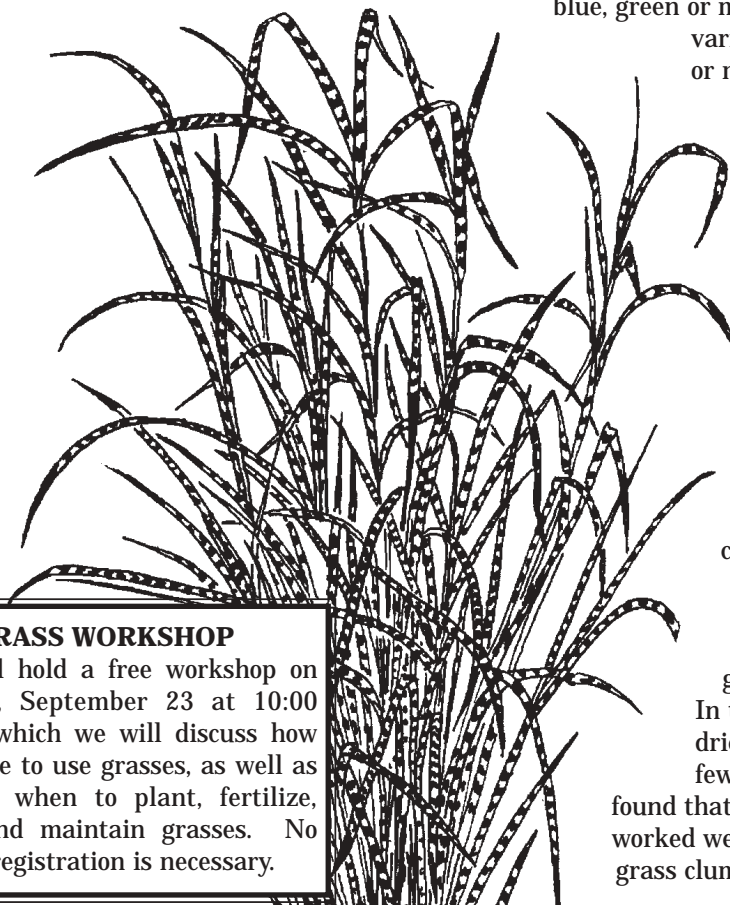 blue, green or
vari
or
RASS WORKSHOP
l hold a free workshop on
, September 23 at 10:00
which we will discuss how
e to use grasses, as well as
when to plant, fertilize,
nd maintain grasses. No
registration is necessary.
c
g
In
drie
few
found that
worked we
grass clum